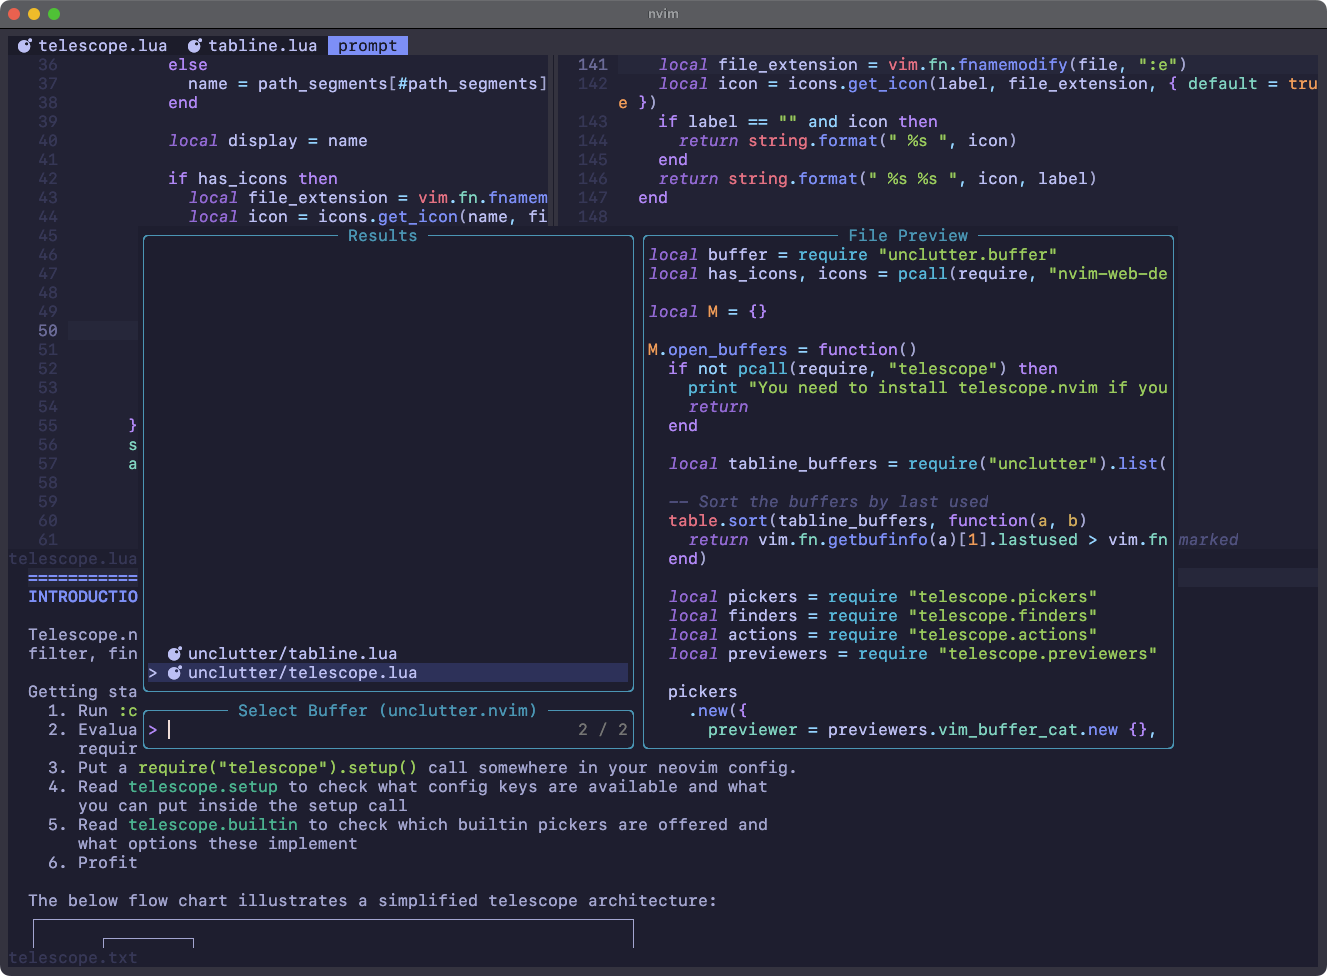 nvim
telescope.lua tabline.lua prompt
36 else
37 name = path_segments[#path_segments]
38 end
39
40 local display = name
41
42 if has_icons then
43 local file_extension = vim.fn.fnamem
44 local icon = icons.get_icon(name, fi
45
46
47
48
49
50
51
52
53
54
55 }
56 s
57 a
58
59
60
61
telescope.lua
141 local file_extension = vim.fn.fnamemodify(file, ":e")
142 local icon = icons.get_icon(label, file_extension, { default = tru
e })
143 if label == "" and icon then
144 return string.format(" %s ", icon)
145 end
146 return string.format(" %s %s ", icon, label)
147 end
148
marked
Results
unclutter/tabline.lua
> unclutter/telescope.lua
Select Buffer (unclutter.nvim)
> 2 / 2
File Preview
local buffer = require "unclutter.buffer"
local has_icons, icons = pcall(require, "nvim-web-de
local M = {}
M.open_buffers = function()
if not pcall(require, "telescope") then
print "You need to install telescope.nvim if you
return
end
local tabline_buffers = require("unclutter").list(
-- Sort the buffers by last used
table.sort(tabline_buffers, function(a, b)
return vim.fn.getbufinfo(a)[1].lastused > vim.fn
end)
local pickers = require "telescope.pickers"
local finders = require "telescope.finders"
local actions = require "telescope.actions"
local previewers = require "telescope.previewers"
pickers
.new({
previewer = previewers.vim_buffer_cat.new {},
===========
INTRODUCTIO
Telescope.n
filter, fin
Getting sta
1. Run :c
2. Evalua
requir
3. Put a require("telescope").setup() call somewhere in your neovim config.
4. Read telescope.setup to check what config keys are available and what
you can put inside the setup call
5. Read telescope.builtin to check which builtin pickers are offered and
what options these implement
6. Profit
The below flow chart illustrates a simplified telescope architecture:
telescope.txt